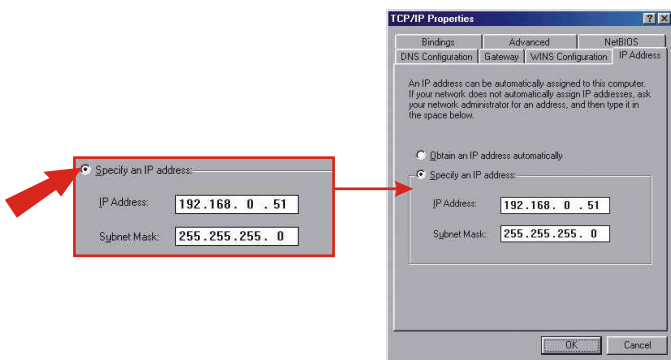 Specify an IP address:
IP Address: 192.168. 0 .51
Subnet Mask: 255.255.255. 0
TCP/IP Properties
Bindings Advanced NetBIOS
DNS Configuration Gateway WINS Configuration IP Address
An IP address can be automatically assigned to this computer.
If your network does not automatically assign IP addresses, ask
your network administrator for an address, and then type it in
the space below.
Obtain an IP address automatically
Specify an IP address:
IP Address: 192.168. 0 .51
Subnet Mask: 255.255.255. 0
OK Cancel